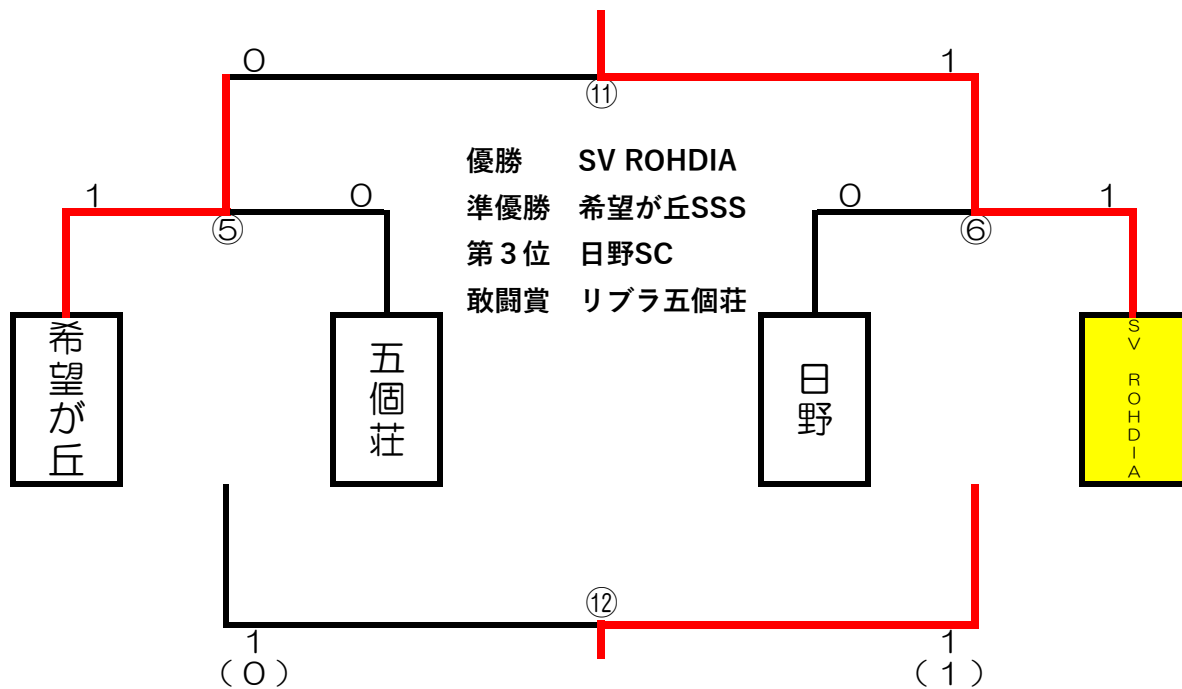 0
1
⑪
優勝 SV ROHDIA
準優勝 希望が丘SSS
第３位 日野SC
敢闘賞 リブラ五個荘
1
0
⑤
0
1
⑥
希望が丘
五個荘
日野
SV ROHDIA
⑫
1
1
（0）
（1）